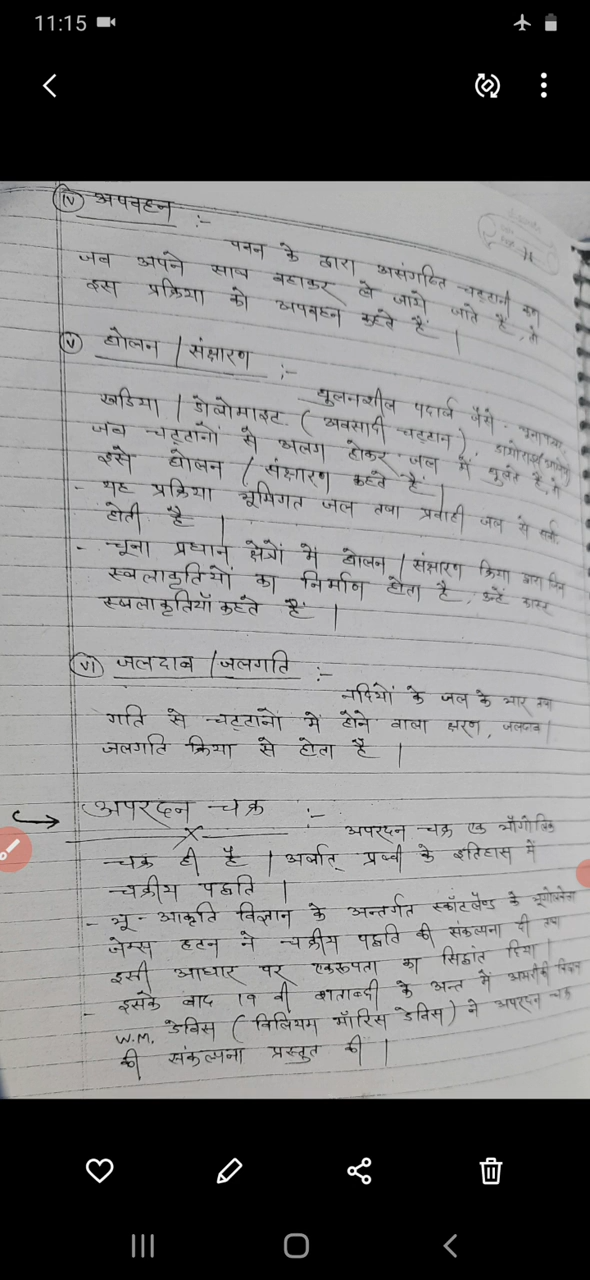 11:15
11
IV अपवहन :-
पवन के द्वारा असंगठित चट्टानी कण
जब अपने साथ बहाकर ले जाये जाते है, तो
इस प्रक्रिया को अपवहन कहते हैं |
V घोलन / संक्षारण :-
घुलनशील पदार्थ जैसे - चूना पत्थर,
खडिया / डोलोमाइट (अवसादी चट्टान),
जब चट्टानों से अलग होकर जल में घुलते है, तो
इसे घोलन / संक्षारण कहते हैं |
- यह प्रक्रिया भूमिगत जल तथा प्रवाही जल से
होती है |
- चूना प्रधान क्षेत्रों में घोलन / संक्षारण क्रिया द्वारा जिन
स्थलाकृतियों का निर्माण होता है, उन्हें कार्स्ट
स्थलाकृतियाँ कहते हैं |
VI जलदाब / जलगति :-
नदियों के जल के भार तथा
गति से चट्टानों में होने वाला क्षरण, जलदाब /
जलगति क्रिया से होता है |
अपरदन चक्र :-
अपरदन चक्र एक भौगोलिक
चक्र ही है | अर्थात् प्रथ्वी के इतिहास में
चक्रीय पद्धति |
- भू-आकृति विज्ञान के अन्तर्गत स्कॉटलैण्ड के भूगोलवेत्ता
जेम्स हटन ने चक्रीय पद्धति की संकल्पना दी तथा
इसी आधार पर एकरूपता का सिद्धांत दिया |
- इसके बाद 19 वी शताब्दी के अन्त में अमरीकी विद्वान
W.M. डेविस (विलियम मॉरिस डेविस) ने अपरदन चक्र
की संकल्पना प्रस्तुत की |